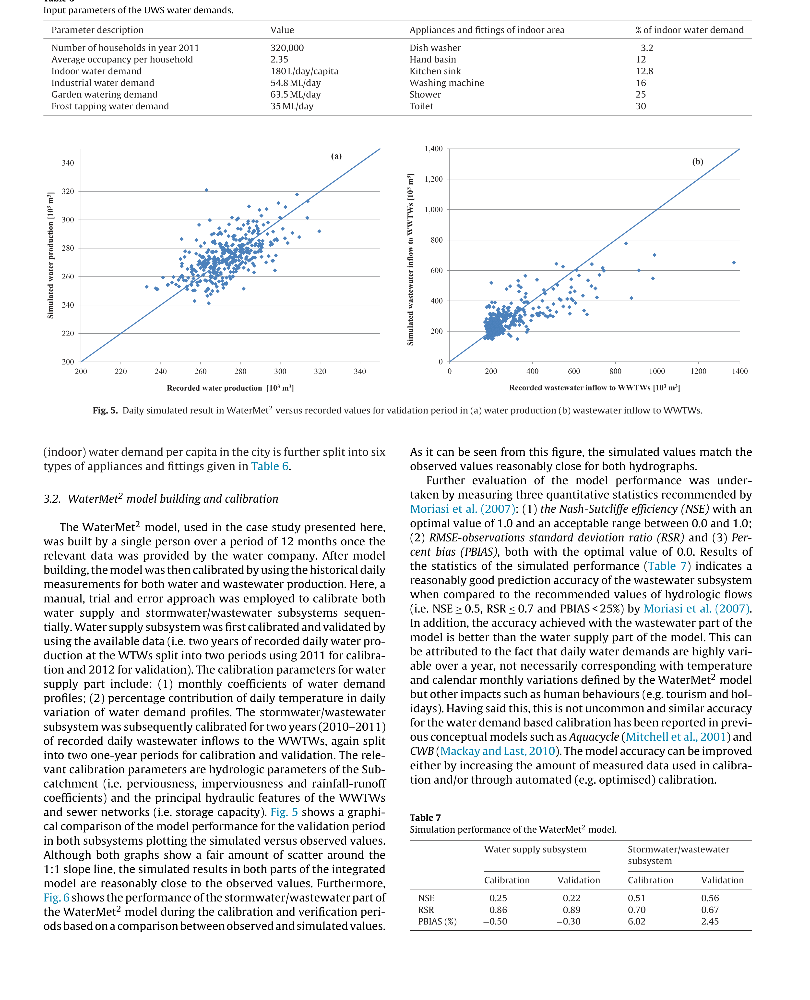 Table 6
Input parameters of the UWS water demands.
Parameter description Value Appliances and fittings of indoor area % of indoor water demand
Number of households in year 2011 320,000 Dish washer 3.2
Average occupancy per household 2.35 Hand basin 12
Indoor water demand 180 L/day/capita Kitchen sink 12.8
Industrial water demand 54.8 ML/day Washing machine 16
Garden watering demand 63.5 ML/day Shower 25
Frost tapping water demand 35 ML/day Toilet 30
(a)
340
320
300
280
260
240
220
200
Simulated water production [10³ m³]
200 220 240 260 280 300 320 340
Recorded water production [10³ m³]
(b)
1,400
1,200
1,000
800
600
400
200
0
Simulated wastewater inflow to WWTWs [10³ m³]
0 200 400 600 800 1000 1200 1400
Recorded wastewater inflow to WWTWs [10³ m³]
Fig. 5. Daily simulated result in WaterMet² versus recorded values for validation period in (a) water production (b) wastewater inflow to WWTWs.
(indoor) water demand per capita in the city is further split into six
types of appliances and fittings given in Table 6.
3.2. WaterMet² model building and calibration
The WaterMet² model, used in the case study presented here,
was built by a single person over a period of 12 months once the
relevant data was provided by the water company. After model
building, the model was then calibrated by using the historical daily
measurements for both water and wastewater production. Here, a
manual, trial and error approach was employed to calibrate both
water supply and stormwater/wastewater subsystems sequen-
tially. Water supply subsystem was first calibrated and validated by
using the available data (i.e. two years of recorded daily water pro-
duction at the WTWs split into two periods using 2011 for calibra-
tion and 2012 for validation). The calibration parameters for water
supply part include: (1) monthly coefficients of water demand
profiles; (2) percentage contribution of daily temperature in daily
variation of water demand profiles. The stormwater/wastewater
subsystem was subsequently calibrated for two years (2010–2011)
of recorded daily wastewater inflows to the WWTWs, again split
into two one-year periods for calibration and validation. The rele-
vant calibration parameters are hydrologic parameters of the Sub-
catchment (i.e. perviousness, imperviousness and rainfall-runoff
coefficients) and the principal hydraulic features of the WWTWs
and sewer networks (i.e. storage capacity). Fig. 5 shows a graphi-
cal comparison of the model performance for the validation period
in both subsystems plotting the simulated versus observed values.
Although both graphs show a fair amount of scatter around the
1:1 slope line, the simulated results in both parts of the integrated
model are reasonably close to the observed values. Furthermore,
Fig. 6 shows the performance of the stormwater/wastewater part of
the WaterMet² model during the calibration and verification peri-
ods based on a comparison between observed and simulated values.
As it can be seen from this figure, the simulated values match the
observed values reasonably close for both hydrographs.
Further evaluation of the model performance was under-
taken by measuring three quantitative statistics recommended by
Moriasi et al. (2007): (1) the Nash-Sutcliffe efficiency (NSE) with an
optimal value of 1.0 and an acceptable range between 0.0 and 1.0;
(2) RMSE-observations standard deviation ratio (RSR) and (3) Per-
cent bias (PBIAS), both with the optimal value of 0.0. Results of
the statistics of the simulated performance (Table 7) indicates a
reasonably good prediction accuracy of the wastewater subsystem
when compared to the recommended values of hydrologic flows
(i.e. NSE ≥ 0.5, RSR ≤ 0.7 and PBIAS < 25%) by Moriasi et al. (2007).
In addition, the accuracy achieved with the wastewater part of the
model is better than the water supply part of the model. This can
be attributed to the fact that daily water demands are highly vari-
able over a year, not necessarily corresponding with temperature
and calendar monthly variations defined by the WaterMet² model
but other impacts such as human behaviours (e.g. tourism and hol-
idays). Having said this, this is not uncommon and similar accuracy
for the water demand based calibration has been reported in previ-
ous conceptual models such as Aquacycle (Mitchell et al., 2001) and
CWB (Mackay and Last, 2010). The model accuracy can be improved
either by increasing the amount of measured data used in calibra-
tion and/or through automated (e.g. optimised) calibration.
Table 7
Simulation performance of the WaterMet² model.
Water supply subsystem Stormwater/wastewater
subsystem
Calibration Validation Calibration Validation
NSE 0.25 0.22 0.51 0.56
RSR 0.86 0.89 0.70 0.67
PBIAS (%) −0.50 −0.30 6.02 2.45